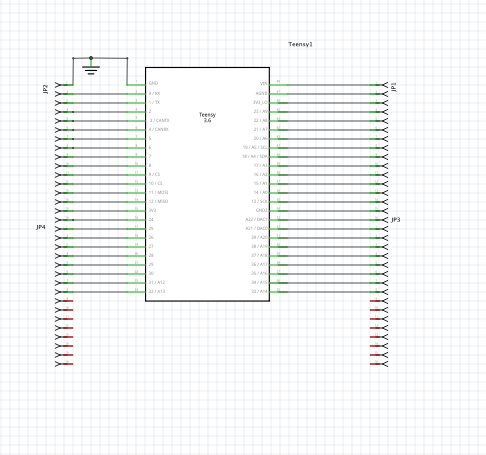 Teensy1
JP2
JP1
Teensy
3.6
JP4
JP3
GND
0 / RX
1 / TX
2
3 / CANTX
4 / CANRX
5
6
7
8
9 / CS
10 / CS
11 / MOSI
12 / MISO
3V3
24
25
26
27
28
29
30
31 / A12
32 / A13
VIN
AGND
3V3_LO
23 / A9
22 / A8
21 / A7
20 / A6
19 / A5 / SCL
18 / A4 / SDA
17 / A3
16 / A2
15 / A1
14 / A0
13 / SCK
GND2
A22 / DAC1
A21 / DAC0
39 / A20
38 / A19
37 / A18
36 / A17
35 / A16
34 / A15
33 / A14